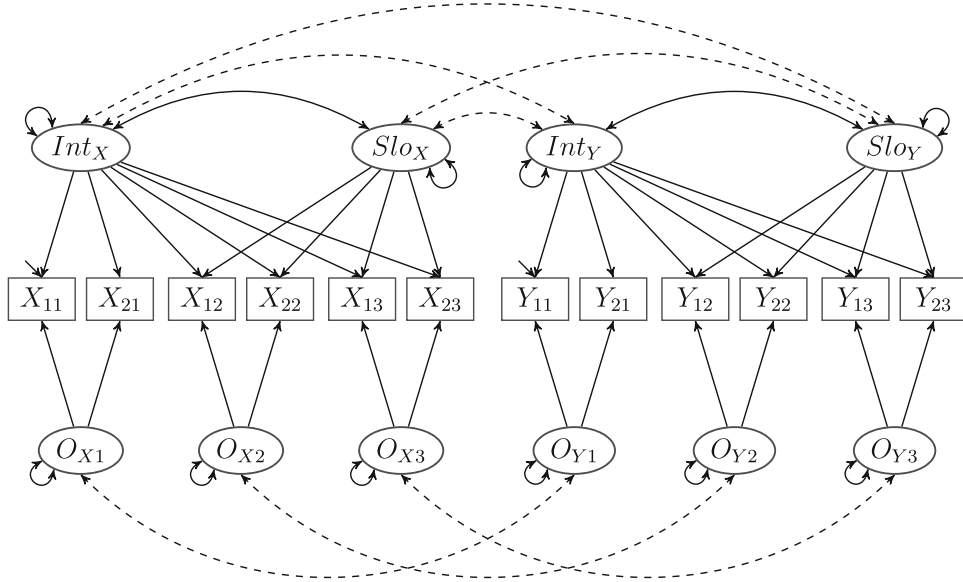 Int_X Slo_X Int_Y Slo_Y
X_11 X_21 X_12 X_22 X_13 X_23 Y_11 Y_21 Y_12 Y_22 Y_13 Y_23
O_X1 O_X2 O_X3 O_Y1 O_Y2 O_Y3